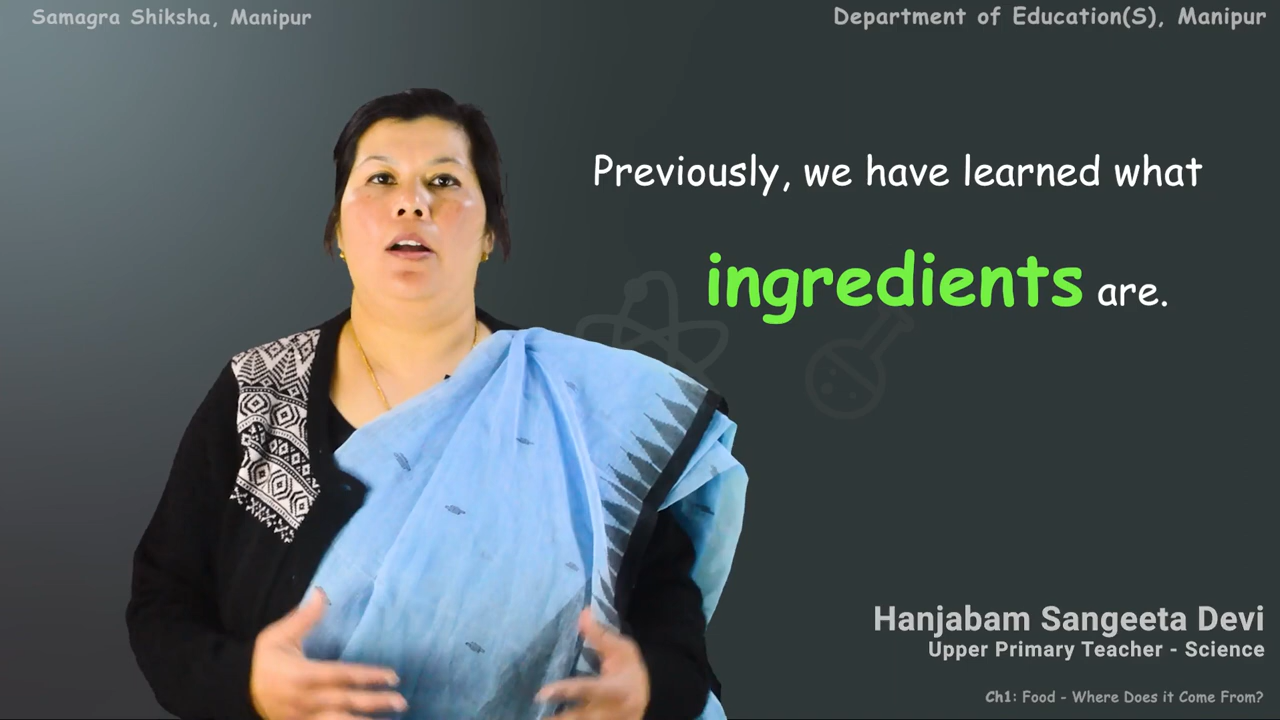 Samagra Shiksha, Manipur
Department of Education(S), Manipur
Previously, we have learned what
ingredients are.
Hanjabam Sangeeta Devi
Upper Primary Teacher - Science
Ch1: Food - Where Does it Come From?